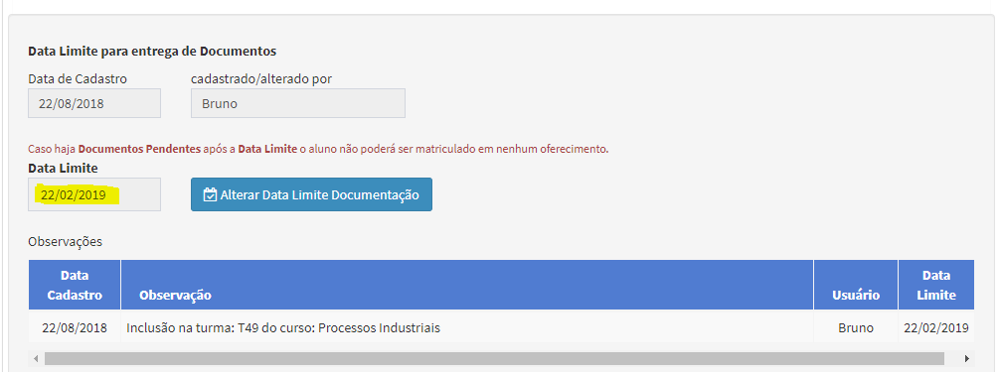 Data Limite para entrega de Documentos
Data de Cadastro cadastrado/alterado por
22/08/2018 Bruno
Caso haja Documentos Pendentes após a Data Limite o aluno não poderá ser matriculado em nenhum oferecimento.
Data Limite
22/02/2019 Alterar Data Limite Documentação
Observações
Data Cadastro Observação Usuário Data Limite
22/08/2018 Inclusão na turma: T49 do curso: Processos Industriais Bruno 22/02/2019